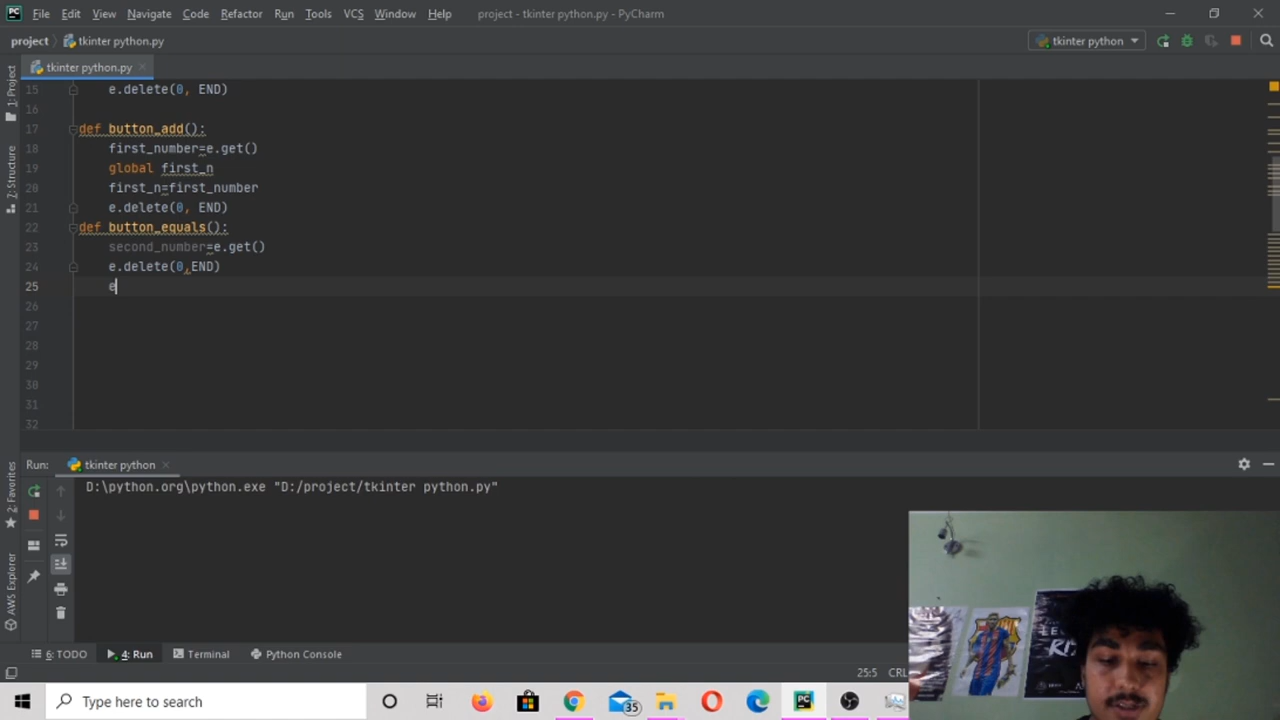 PC File Edit View Navigate Code Refactor Run Tools VCS Window Help project - tkinter python.py - PyCharm
project tkinter python.py tkinter python
tkinter python.py
1: Project
7: Structure
2: Favorites
AWS Explorer
15 e.delete(0, END)
16
17 def button_add():
18 first_number=e.get()
19 global first_n
20 first_n=first_number
21 e.delete(0, END)
22 def button_equals():
23 second_number=e.get()
24 e.delete(0,END)
25 e
26
27
28
29
30
31
32
Run: tkinter python
D:\python.org\python.exe "D:/project/tkinter python.py"
6: TODO 4: Run Terminal Python Console
25:5 CRL
Type here to search 35 PC